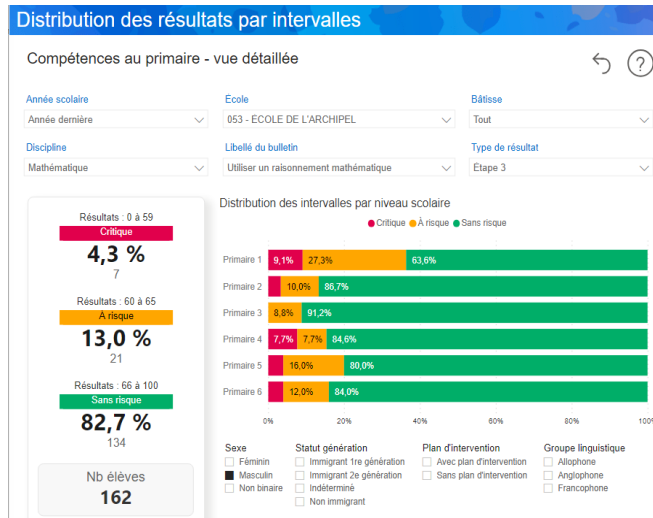 Distribution des résultats par intervalles
Compétences au primaire - vue détaillée
?
Année scolaire
Ecole
Bâtisse
Année dernière
053 - ECOLE DE L'ARCHIPEL
Tout
Discipline
Libellé du bulletin
Type de résultat
Mathématique
Utiliser un raisonnement mathématique
Étape 3
Résultats : 0 à 59
Critique
4,3 %
7
Résultats : 60 à 65
À risque
13,0 %
21
Résultats : 66 à 100
Sans risque
82,7 %
134
Nb élèves
162
Distribution des intervalles par niveau scolaire
Critique À risque Sans risque
Primaire 1 9,1% 27,3% 63,6%
Primaire 2 10,0% 86,7%
Primaire 3 8,8% 91,2%
Primaire 4 7,7% 7,7% 84,6%
Primaire 5 16,0% 80,0%
Primaire 6 12,0% 84,0%
0% 20% 40% 60% 80% 100%
Sexe
Féminin
Masculin
Non binaire
Statut génération
Immigrant 1re génération
Immigrant 2e génération
Indéterminé
Non immigrant
Plan d'intervention
Avec plan d'intervention
Sans plan d'intervention
Groupe linguistique
Allophone
Anglophone
Francophone